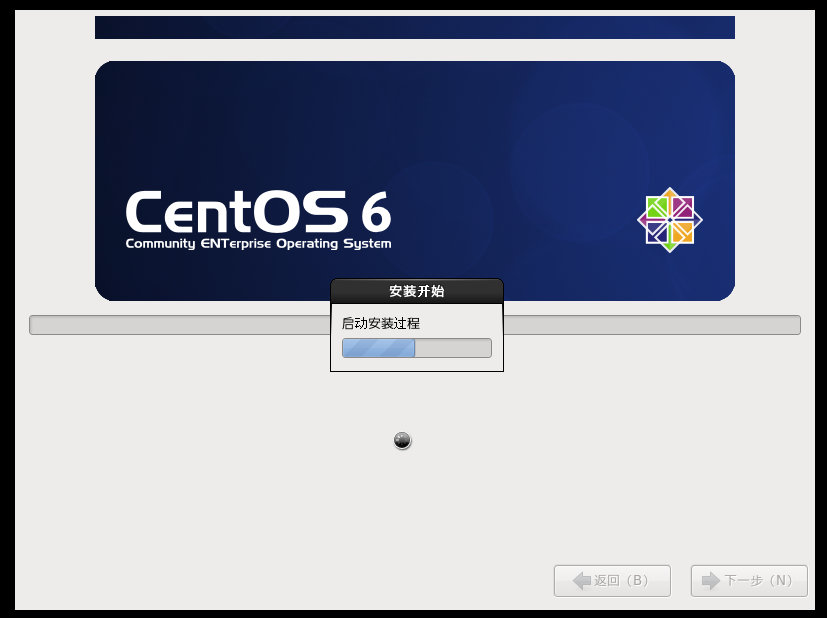 CentOS 6
Community ENTerprise Operating System
安装开始
启动安装过程
返回（B）
下一步（N）